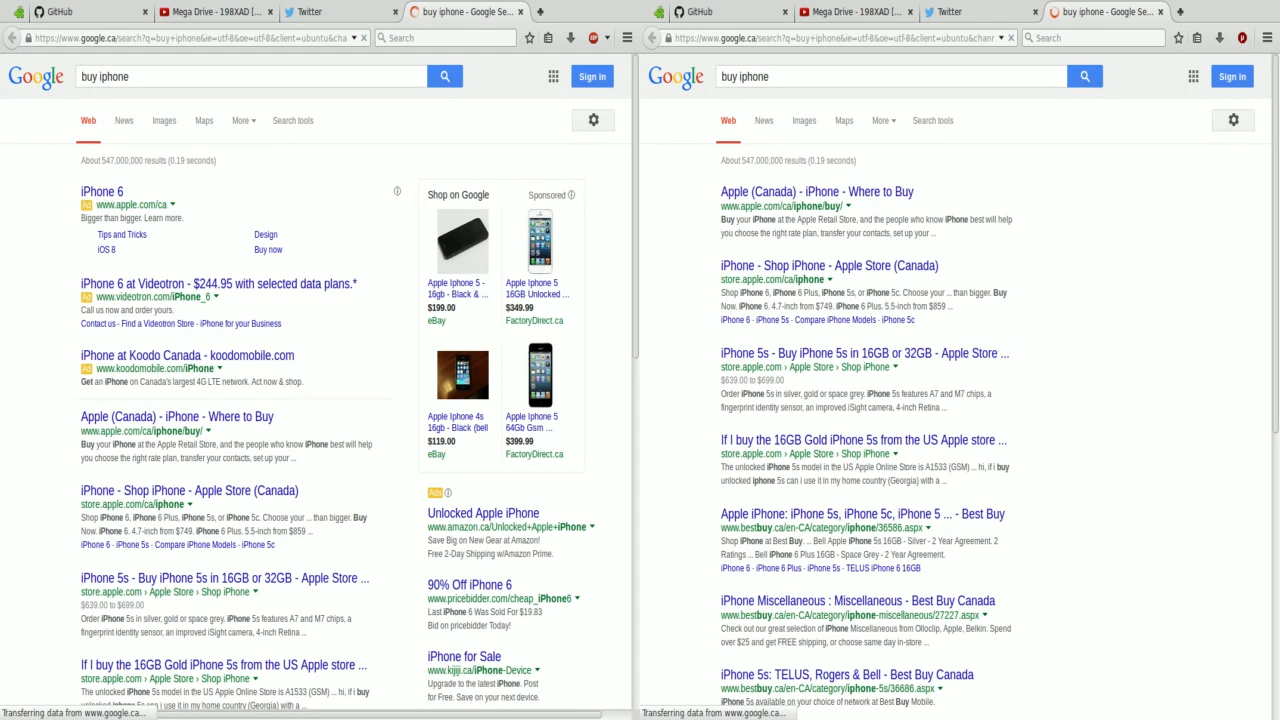 GitHub
Mega Drive - 198XAD [...
Twitter
buy iphone - Google Se...
https://www.google.ca/search?q=buy+iphone&ie=utf-8&oe=utf-8&client=ubuntu&cha
Search
Google
buy iphone
Sign in
Web News Images Maps More Search tools
About 547,000,000 results (0.19 seconds)
iPhone 6
Ad www.apple.com/ca
Bigger than bigger. Learn more.
Tips and Tricks Design
iOS 8 Buy now
iPhone 6 at Videotron - $244.95 with selected data plans.*
Ad www.videotron.com/iPhone_6
Call us now and order yours.
Contact us - Find a Videotron Store - iPhone for your Business
iPhone at Koodo Canada - koodomobile.com
Ad www.koodomobile.com/iPhone
Get an iPhone on Canada's largest 4G LTE network. Act now & shop.
Apple (Canada) - iPhone - Where to Buy
www.apple.com/ca/iphone/buy/
Buy your iPhone at the Apple Retail Store, and the people who know iPhone best will help
you choose the right rate plan, transfer your contacts, set up your ...
iPhone - Shop iPhone - Apple Store (Canada)
store.apple.com/ca/iphone
Shop iPhone 6, iPhone 6 Plus, iPhone 5s, or iPhone 5c. Choose your ... than bigger. Buy
Now. iPhone 6. 4.7-inch from $749. iPhone 6 Plus. 5.5-inch from $859 ...
iPhone 6 - iPhone 5s - Compare iPhone Models - iPhone 5c
iPhone 5s - Buy iPhone 5s in 16GB or 32GB - Apple Store ...
store.apple.com › Apple Store › Shop iPhone
$639.00 to $699.00
Order iPhone 5s in silver, gold or space grey. iPhone 5s features A7 and M7 chips, a
fingerprint identity sensor, an improved iSight camera, 4-inch Retina ...
If I buy the 16GB Gold iPhone 5s from the US Apple store ...
store.apple.com › Apple Store › Shop iPhone
The unlocked iPhone 5s model in the US Apple Online Store is A1533 (GSM) ... hi, if i buy
unlocked iphone 5s can i use it in my home country (Georgia) with a ...
Transferring data from www.google.ca...
Shop on Google Sponsored
Apple Iphone 5 -
16gb - Black & ...
$199.00
eBay
Apple Iphone 5
16GB Unlocked ...
$349.99
FactoryDirect.ca
Apple Iphone 4s
16gb - Black (bell
$119.00
eBay
Apple Iphone 5
64Gb Gsm ...
$399.99
FactoryDirect.ca
Ads
Unlocked Apple iPhone
www.amazon.ca/Unlocked+Apple+iPhone
Save Big on New Gear at Amazon!
Free 2-Day Shipping w/Amazon Prime.
90% Off iPhone 6
www.pricebidder.com/cheap_iPhone6
Last iPhone 6 Was Sold For $19.83
Bid on pricebidder Today!
iPhone for Sale
www.kijiji.ca/iPhone-Device
Upgrade to the latest iPhone. Post
for Free. Save on your next device.
GitHub
Mega Drive - 198XAD [...
Twitter
buy iphone - Google Se...
https://www.google.ca/search?q=buy+iphone&ie=utf-8&oe=utf-8&client=ubuntu&chanr
Search
Google
buy iphone
Sign in
Web News Images Maps More Search tools
About 547,000,000 results (0.19 seconds)
Apple (Canada) - iPhone - Where to Buy
www.apple.com/ca/iphone/buy/
Buy your iPhone at the Apple Retail Store, and the people who know iPhone best will help
you choose the right rate plan, transfer your contacts, set up your ...
iPhone - Shop iPhone - Apple Store (Canada)
store.apple.com/ca/iphone
Shop iPhone 6, iPhone 6 Plus, iPhone 5s, or iPhone 5c. Choose your ... than bigger. Buy
Now. iPhone 6. 4.7-inch from $749. iPhone 6 Plus. 5.5-inch from $859 ...
iPhone 6 - iPhone 5s - Compare iPhone Models - iPhone 5c
iPhone 5s - Buy iPhone 5s in 16GB or 32GB - Apple Store ...
store.apple.com › Apple Store › Shop iPhone
$639.00 to $699.00
Order iPhone 5s in silver, gold or space grey. iPhone 5s features A7 and M7 chips, a
fingerprint identity sensor, an improved iSight camera, 4-inch Retina ...
If I buy the 16GB Gold iPhone 5s from the US Apple store ...
store.apple.com › Apple Store › Shop iPhone
The unlocked iPhone 5s model in the US Apple Online Store is A1533 (GSM) ... hi, if i buy
unlocked iphone 5s can i use it in my home country (Georgia) with a ...
Apple iPhone: iPhone 5s, iPhone 5c, iPhone 5 ... - Best Buy
www.bestbuy.ca/en-CA/category/iphone/36586.aspx
Shop iPhone at Best Buy. ... Bell Apple iPhone 5s 16GB - Silver - 2 Year Agreement. 2
Ratings ... Bell iPhone 6 Plus 16GB - Space Grey - 2 Year Agreement.
iPhone 6 - iPhone 6 Plus - iPhone 5s - TELUS iPhone 6 16GB
iPhone Miscellaneous : Miscellaneous - Best Buy Canada
www.bestbuy.ca/en-CA/category/iphone-miscellaneous/27227.aspx
Check out our great selection of iPhone Miscellaneous from Olloclip, Apple, Belkin. Spend
over $25 and get FREE shipping, or choose same day in-store ...
iPhone 5s: TELUS, Rogers & Bell - Best Buy Canada
www.bestbuy.ca/en-CA/category/iphone-5s/36686.aspx
iPhone 5s available on your choice of network at Best Buy Mobile.
Transferring data from www.google.ca...